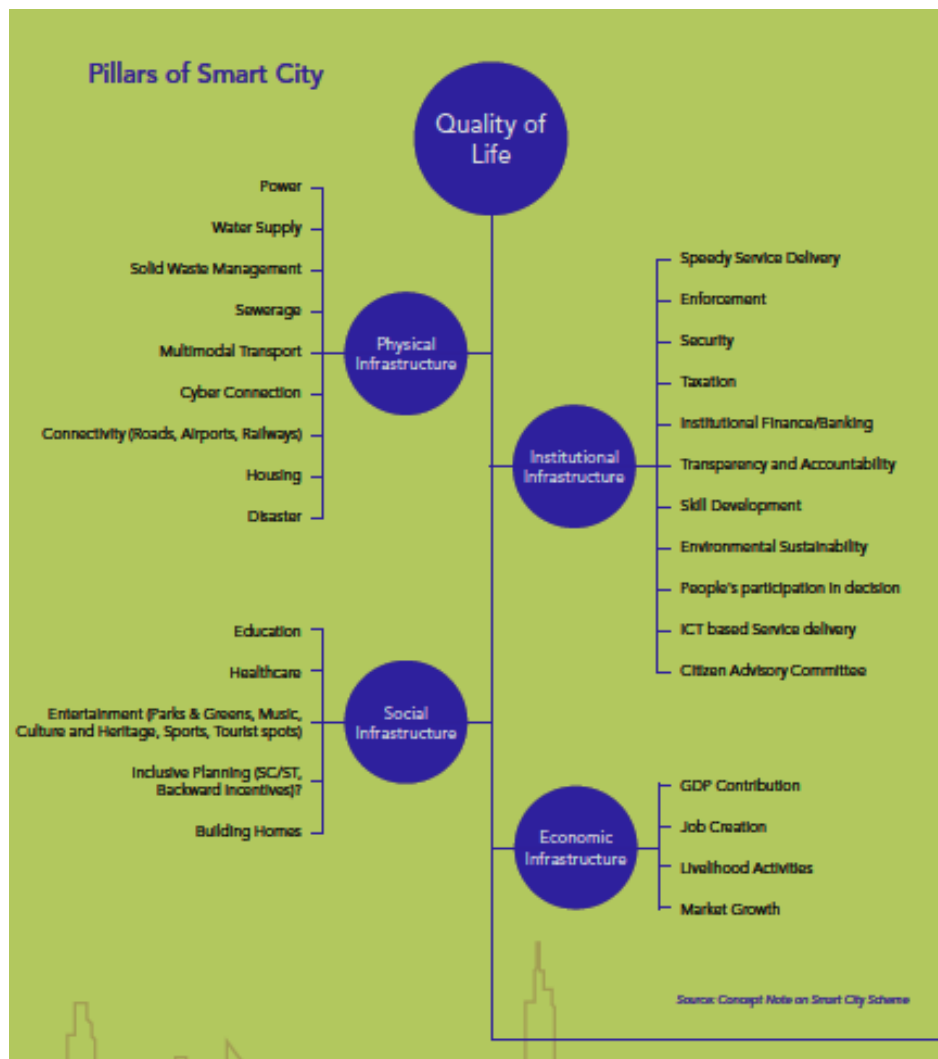 Pillars of Smart City
Quality of
Life
Power
Water Supply
Solid Waste Management
Sewerage
Multimodal Transport
Cyber Connection
Connectivity (Roads, Airports, Railways)
Housing
Disaster
Physical
Infrastructure
Speedy Service Delivery
Enforcement
Security
Taxation
Institutional Finance/Banking
Transparency and Accountability
Skill Development
Environmental Sustainability
People's participation in decision
ICT based Service delivery
Citizen Advisory Committee
Institutional
Infrastructure
Education
Healthcare
Entertainment (Parks & Greens, Music,
Culture and Heritage, Sports, Tourist spots)
Inclusive Planning (SC/ST,
Backward Incentives)?
Building Homes
Social
Infrastructure
Economic
Infrastructure
GDP Contribution
Job Creation
Livelihood Activities
Market Growth
Source: Concept Note on Smart City Scheme